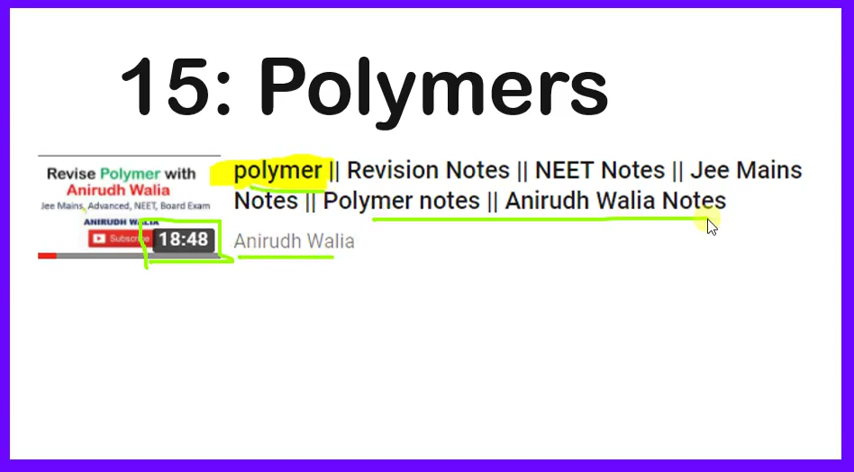 15: Polymers
Revise Polymer with
Anirudh Walia
Jee Mains, Advanced, NEET, Board Exam
ANIRUDH WALIA
Subscribe
18:48
polymer || Revision Notes || NEET Notes || Jee Mains
Notes || Polymer notes || Anirudh Walia Notes
Anirudh Walia